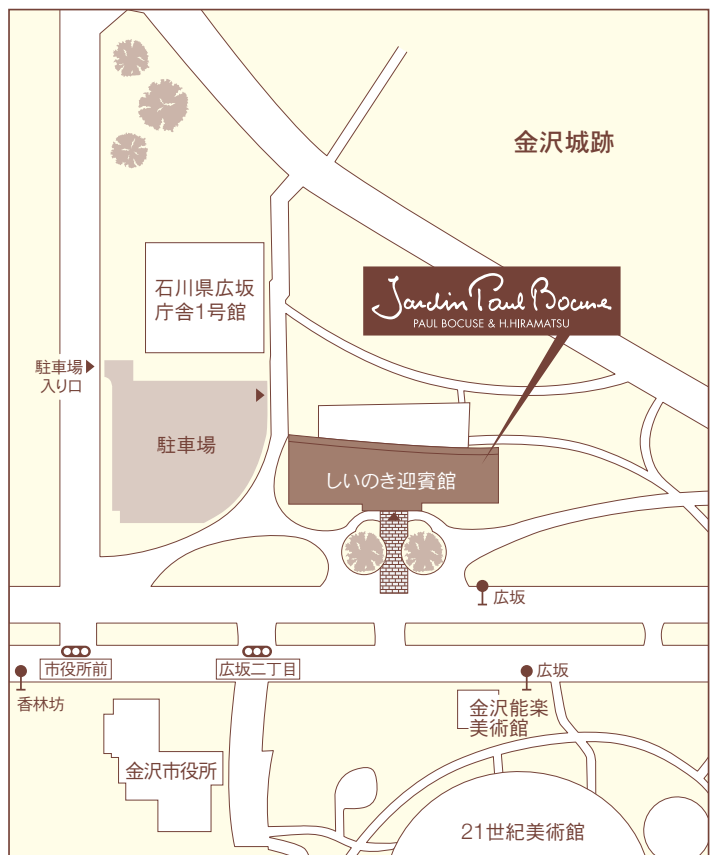 金沢城跡
石川県広坂
庁舎1号館
Jardin Paul Bocuse
PAUL BOCUSE & H.HIRAMATSU
駐車場
入り口
駐車場
しいのき迎賓館
広坂
市役所前
広坂二丁目
広坂
香林坊
金沢能楽
美術館
金沢市役所
21世紀美術館